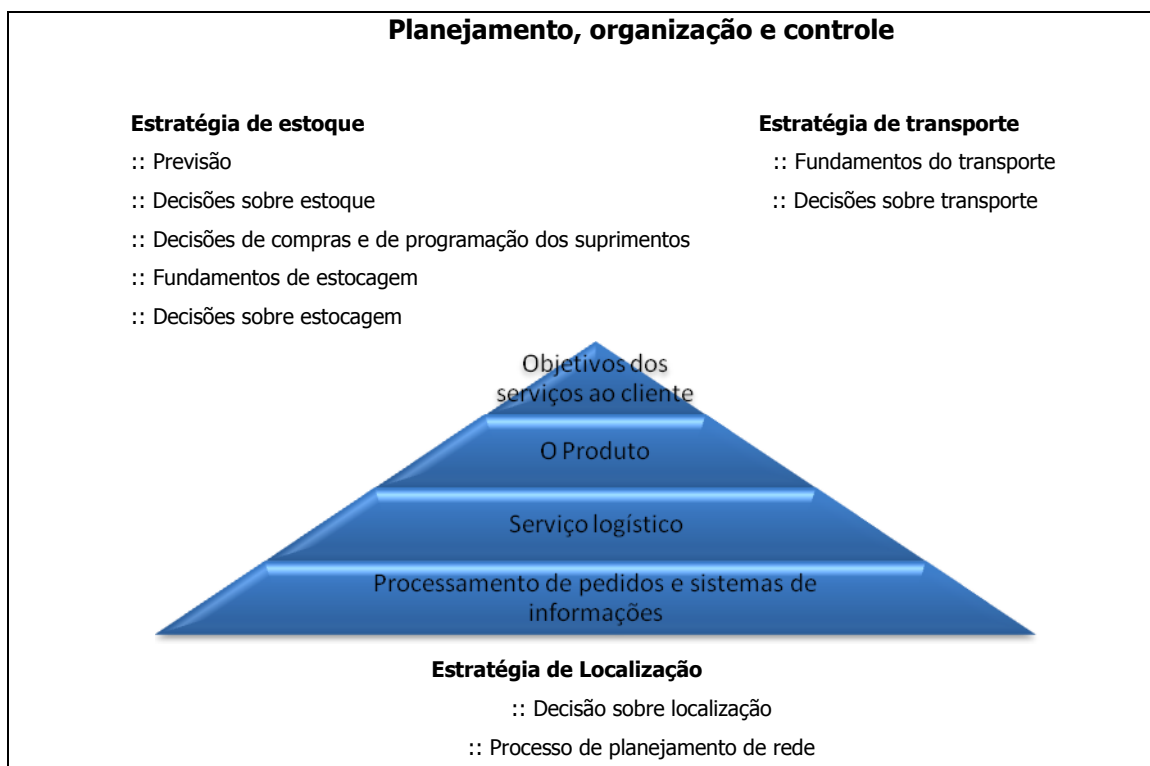 Planejamento, organização e controle
Estratégia de estoque
:: Previsão
:: Decisões sobre estoque
:: Decisões de compras e de programação dos suprimentos
:: Fundamentos de estocagem
:: Decisões sobre estocagem
Estratégia de transporte
:: Fundamentos do transporte
:: Decisões sobre transporte
Objetivos dos
serviços ao cliente
O Produto
Serviço logístico
Processamento de pedidos e sistemas de
informações
Estratégia de Localização
:: Decisão sobre localização
:: Processo de planejamento de rede